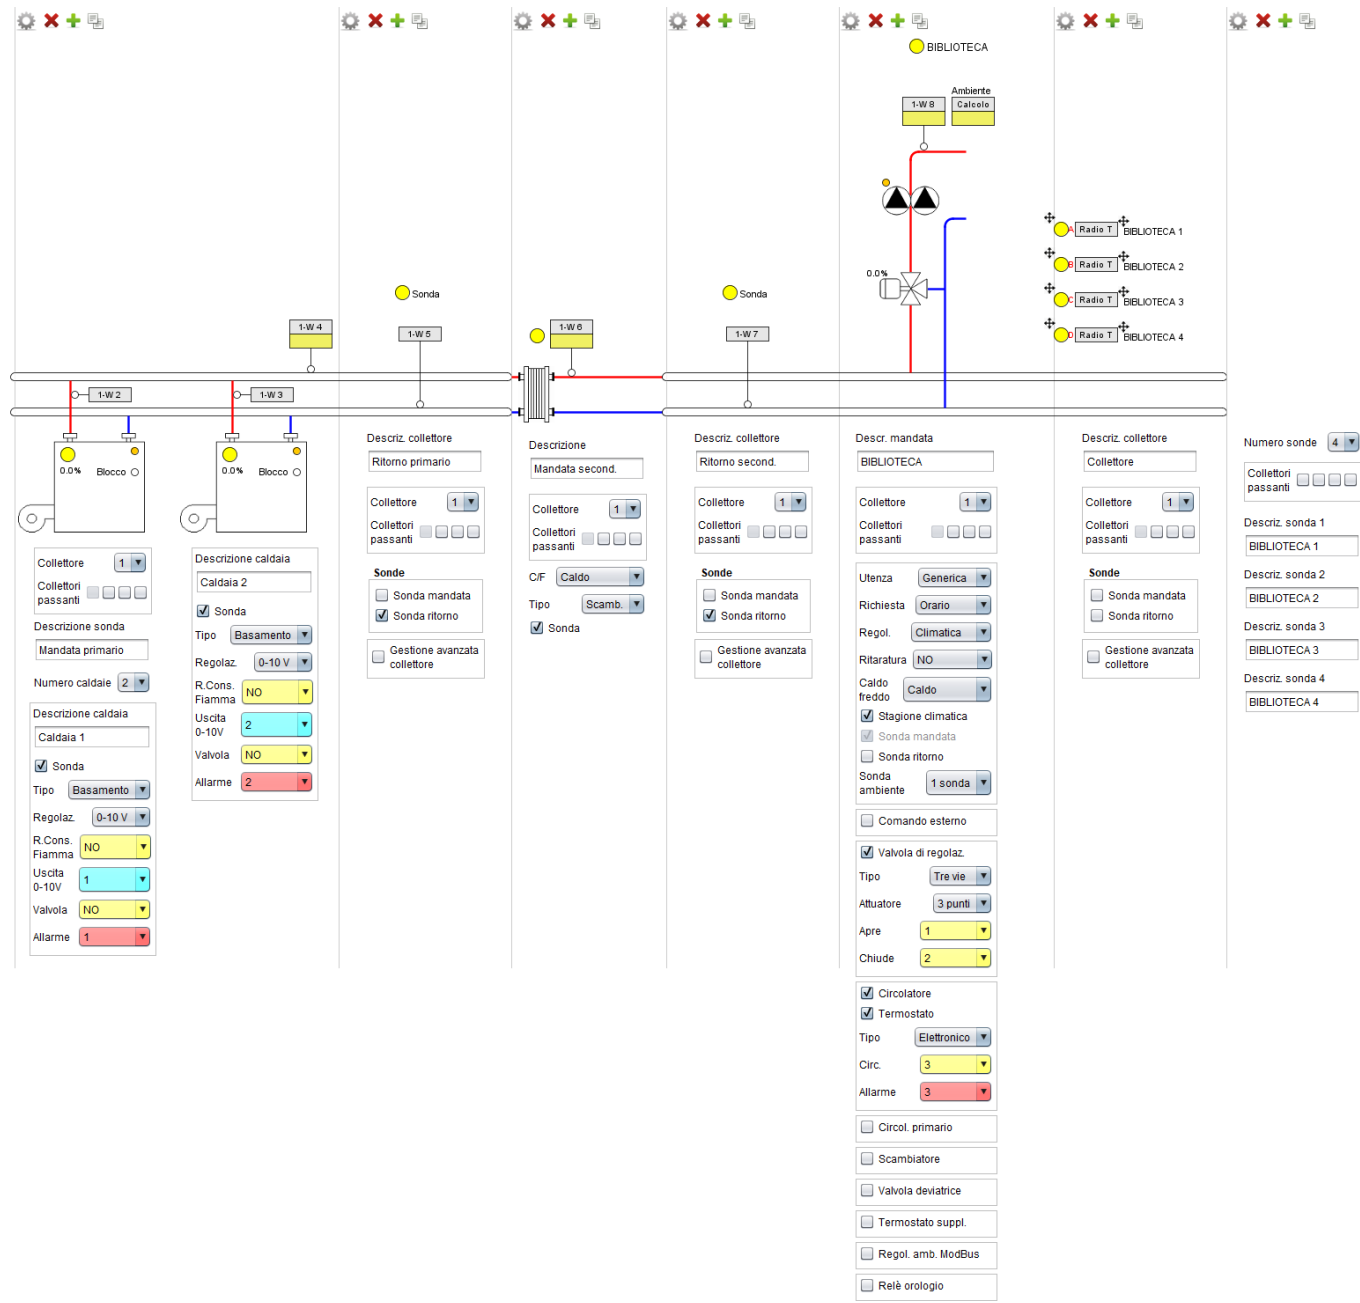 BIBLIOTECA
Ambiente
1-W 8
Calcolo
A Radio T BIBLIOTECA 1
B Radio T BIBLIOTECA 2
C Radio T BIBLIOTECA 3
D Radio T BIBLIOTECA 4
0.0%
Sonda
Sonda
1-W 4
1-W 5
1-W 6
1-W 7
1-W 2
1-W 3
0.0% Blocco
0.0% Blocco
Collettore 1
Collettori
passanti
Descrizione sonda
Mandata primario
Numero caldaie 2
Descrizione caldaia
Caldaia 1
Sonda
Tipo Basamento
Regolaz. 0-10 V
R.Cons.
Fiamma NO
Uscita
0-10V 1
Valvola NO
Allarme 1
Descrizione caldaia
Caldaia 2
Sonda
Tipo Basamento
Regolaz. 0-10 V
R.Cons.
Fiamma NO
Uscita
0-10V 2
Valvola NO
Allarme 2
Descriz. collettore
Ritorno primario
Collettore 1
Collettori
passanti
Sonde
Sonda mandata
Sonda ritorno
Gestione avanzata
collettore
Descrizione
Mandata second.
Collettore 1
Collettori
passanti
C/F Caldo
Tipo Scamb.
Sonda
Descriz. collettore
Ritorno second.
Collettore 1
Collettori
passanti
Sonde
Sonda mandata
Sonda ritorno
Gestione avanzata
collettore
Descr. mandata
BIBLIOTECA
Collettore 1
Collettori
passanti
Utenza Generica
Richiesta Orario
Regol. Climatica
Ritaratura NO
Caldo
freddo Caldo
Stagione climatica
Sonda mandata
Sonda ritorno
Sonda
ambiente 1 sonda
Comando esterno
Valvola di regolaz.
Tipo Tre vie
Attuatore 3 punti
Apre 1
Chiude 2
Circolatore
Termostato
Tipo Elettronico
Circ. 3
Allarme 3
Circol. primario
Scambiatore
Valvola deviatrice
Termostato suppl.
Regol. amb. ModBus
Relè orologio
Descriz. collettore
Collettore
Collettore 1
Collettori
passanti
Sonde
Sonda mandata
Sonda ritorno
Gestione avanzata
collettore
Numero sonde 4
Collettori
passanti
Descriz. sonda 1
BIBLIOTECA 1
Descriz. sonda 2
BIBLIOTECA 2
Descriz. sonda 3
BIBLIOTECA 3
Descriz. sonda 4
BIBLIOTECA 4